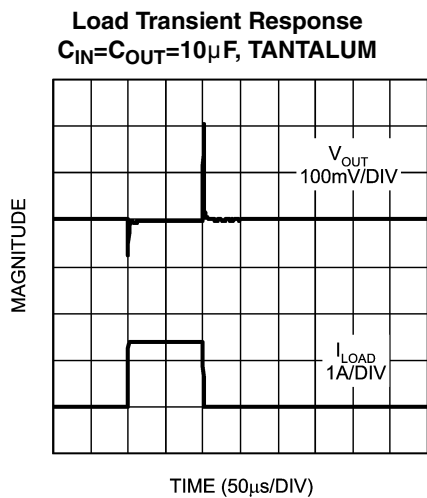 Load Transient Response
C_IN=C_OUT=10µF, TANTALUM
V_OUT
100mV/DIV
MAGNITUDE
I_LOAD
1A/DIV
TIME (50µs/DIV)